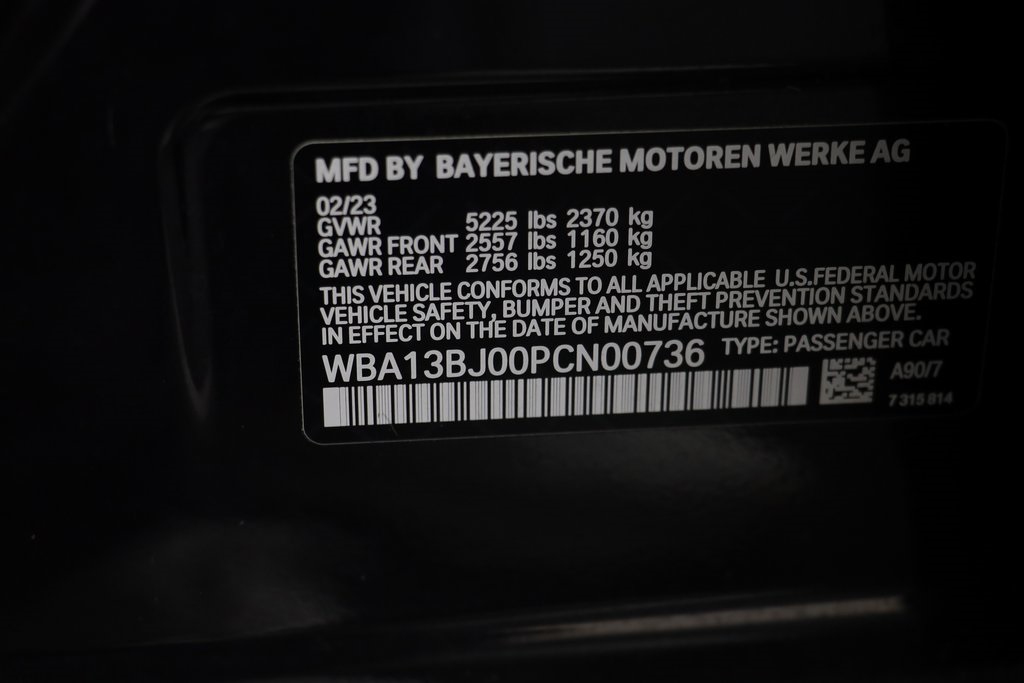 MFD BY BAYERISCHE MOTOREN WERKE AG
02/23
GVWR 5225 lbs 2370 kg
GAWR FRONT 2557 lbs 1160 kg
GAWR REAR 2756 lbs 1250 kg
THIS VEHICLE CONFORMS TO ALL APPLICABLE U.S.FEDERAL MOTOR
VEHICLE SAFETY, BUMPER AND THEFT PREVENTION STANDARDS
IN EFFECT ON THE DATE OF MANUFACTURE SHOWN ABOVE.
WBA13BJ00PCN00736 TYPE: PASSENGER CAR
A90/7
7 315 814